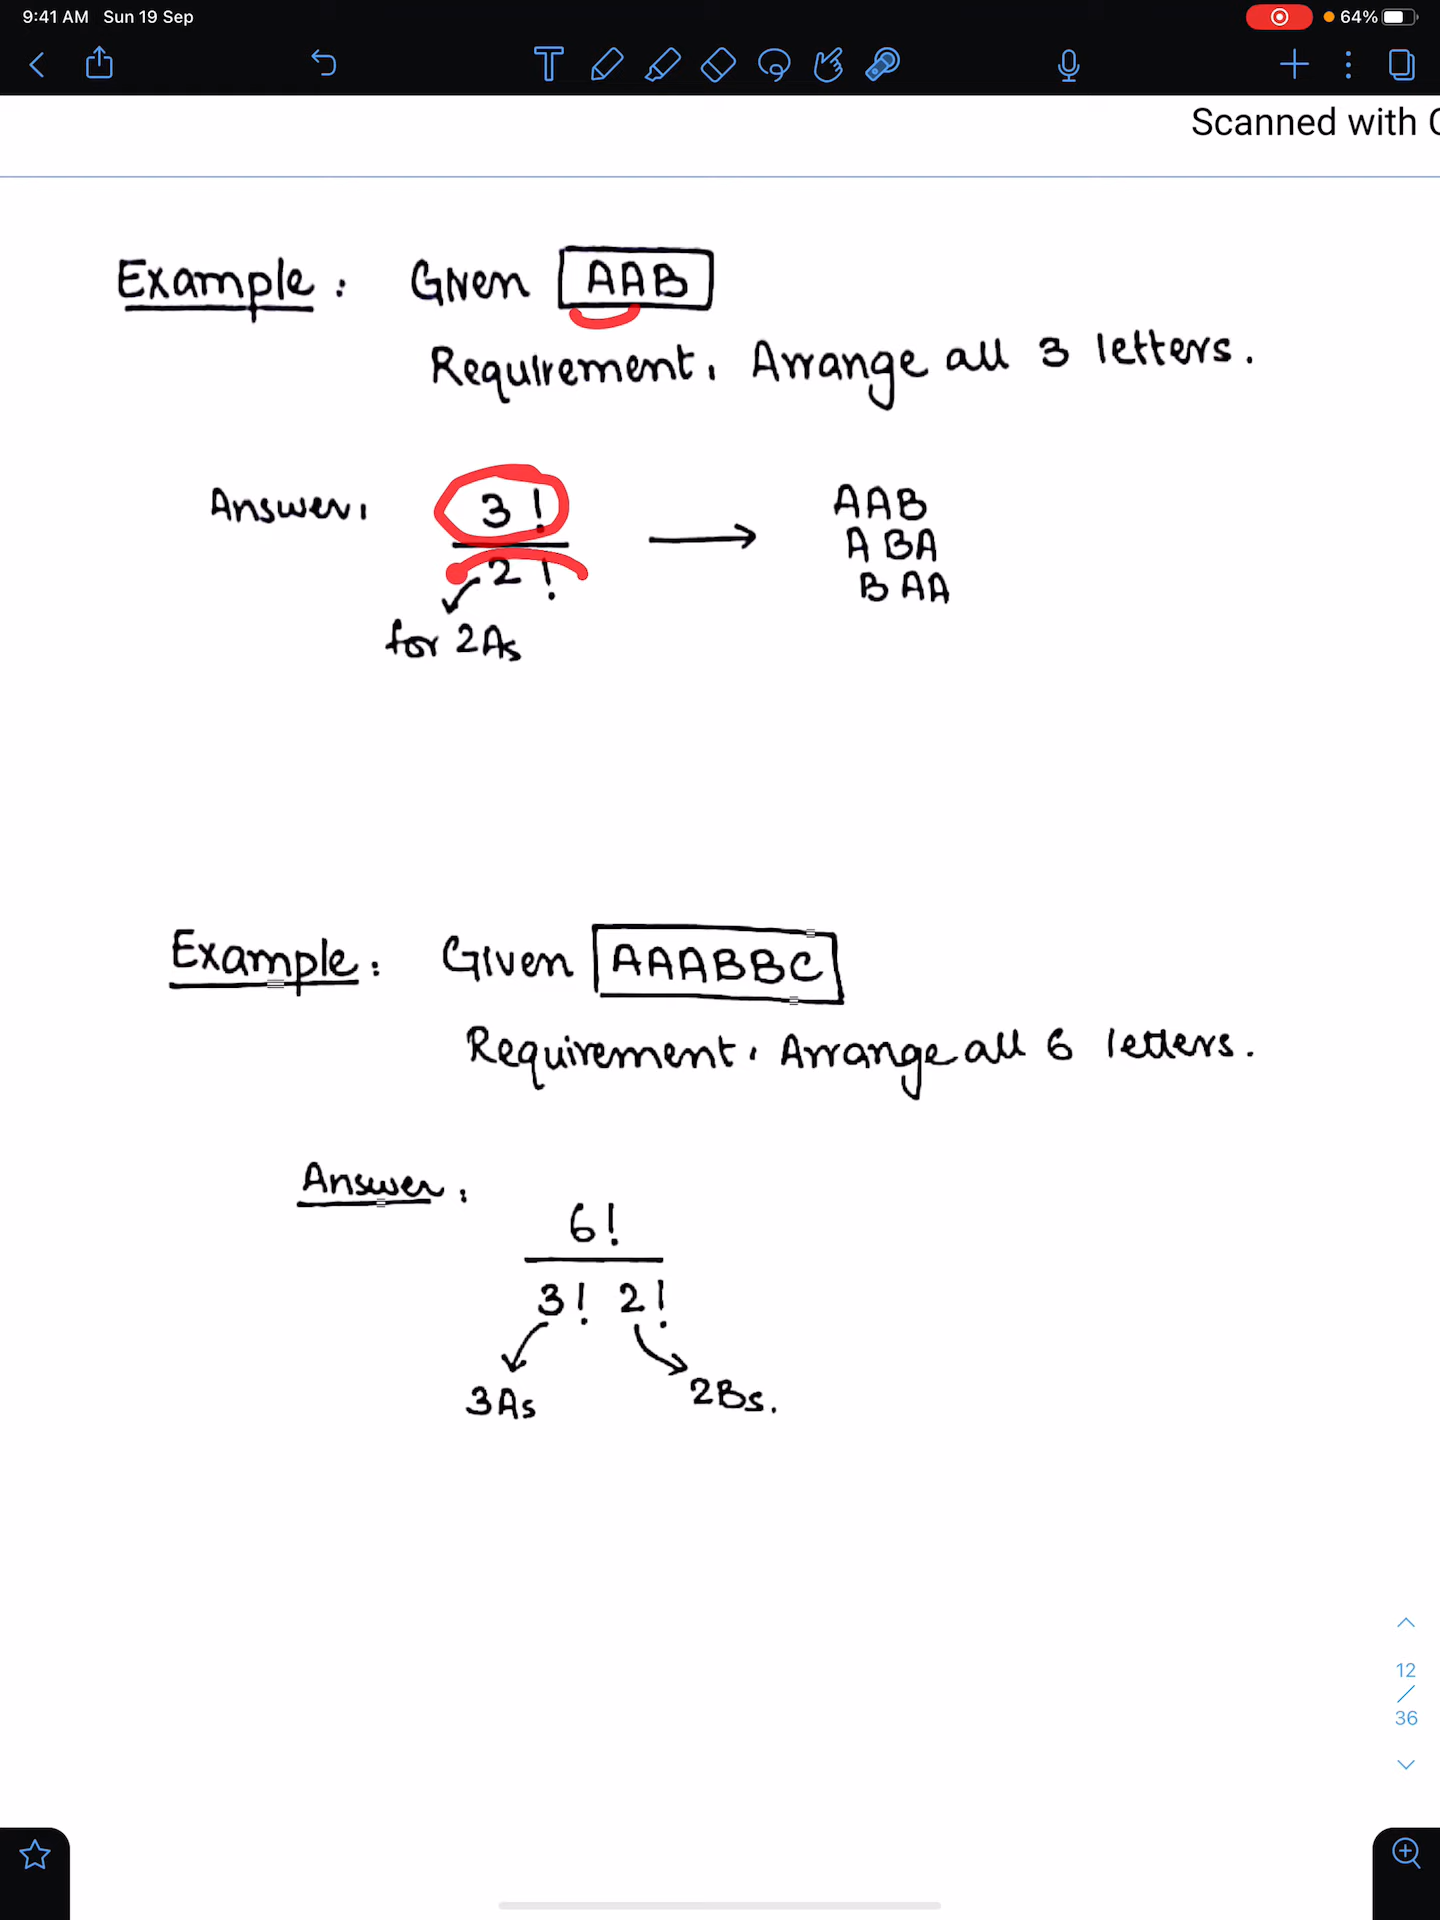 9:41 AM Sun 19 Sep
64%
Scanned with C
Example: Given AAB
Requirement: Arrange all 3 letters.
Answer: 3! AAB
2! ABA
BAA
for 2As
Example: Given AAABBC
Requirement: Arrange all 6 letters.
Answer:
6!
3! 2!
3As 2Bs.
12
/
36